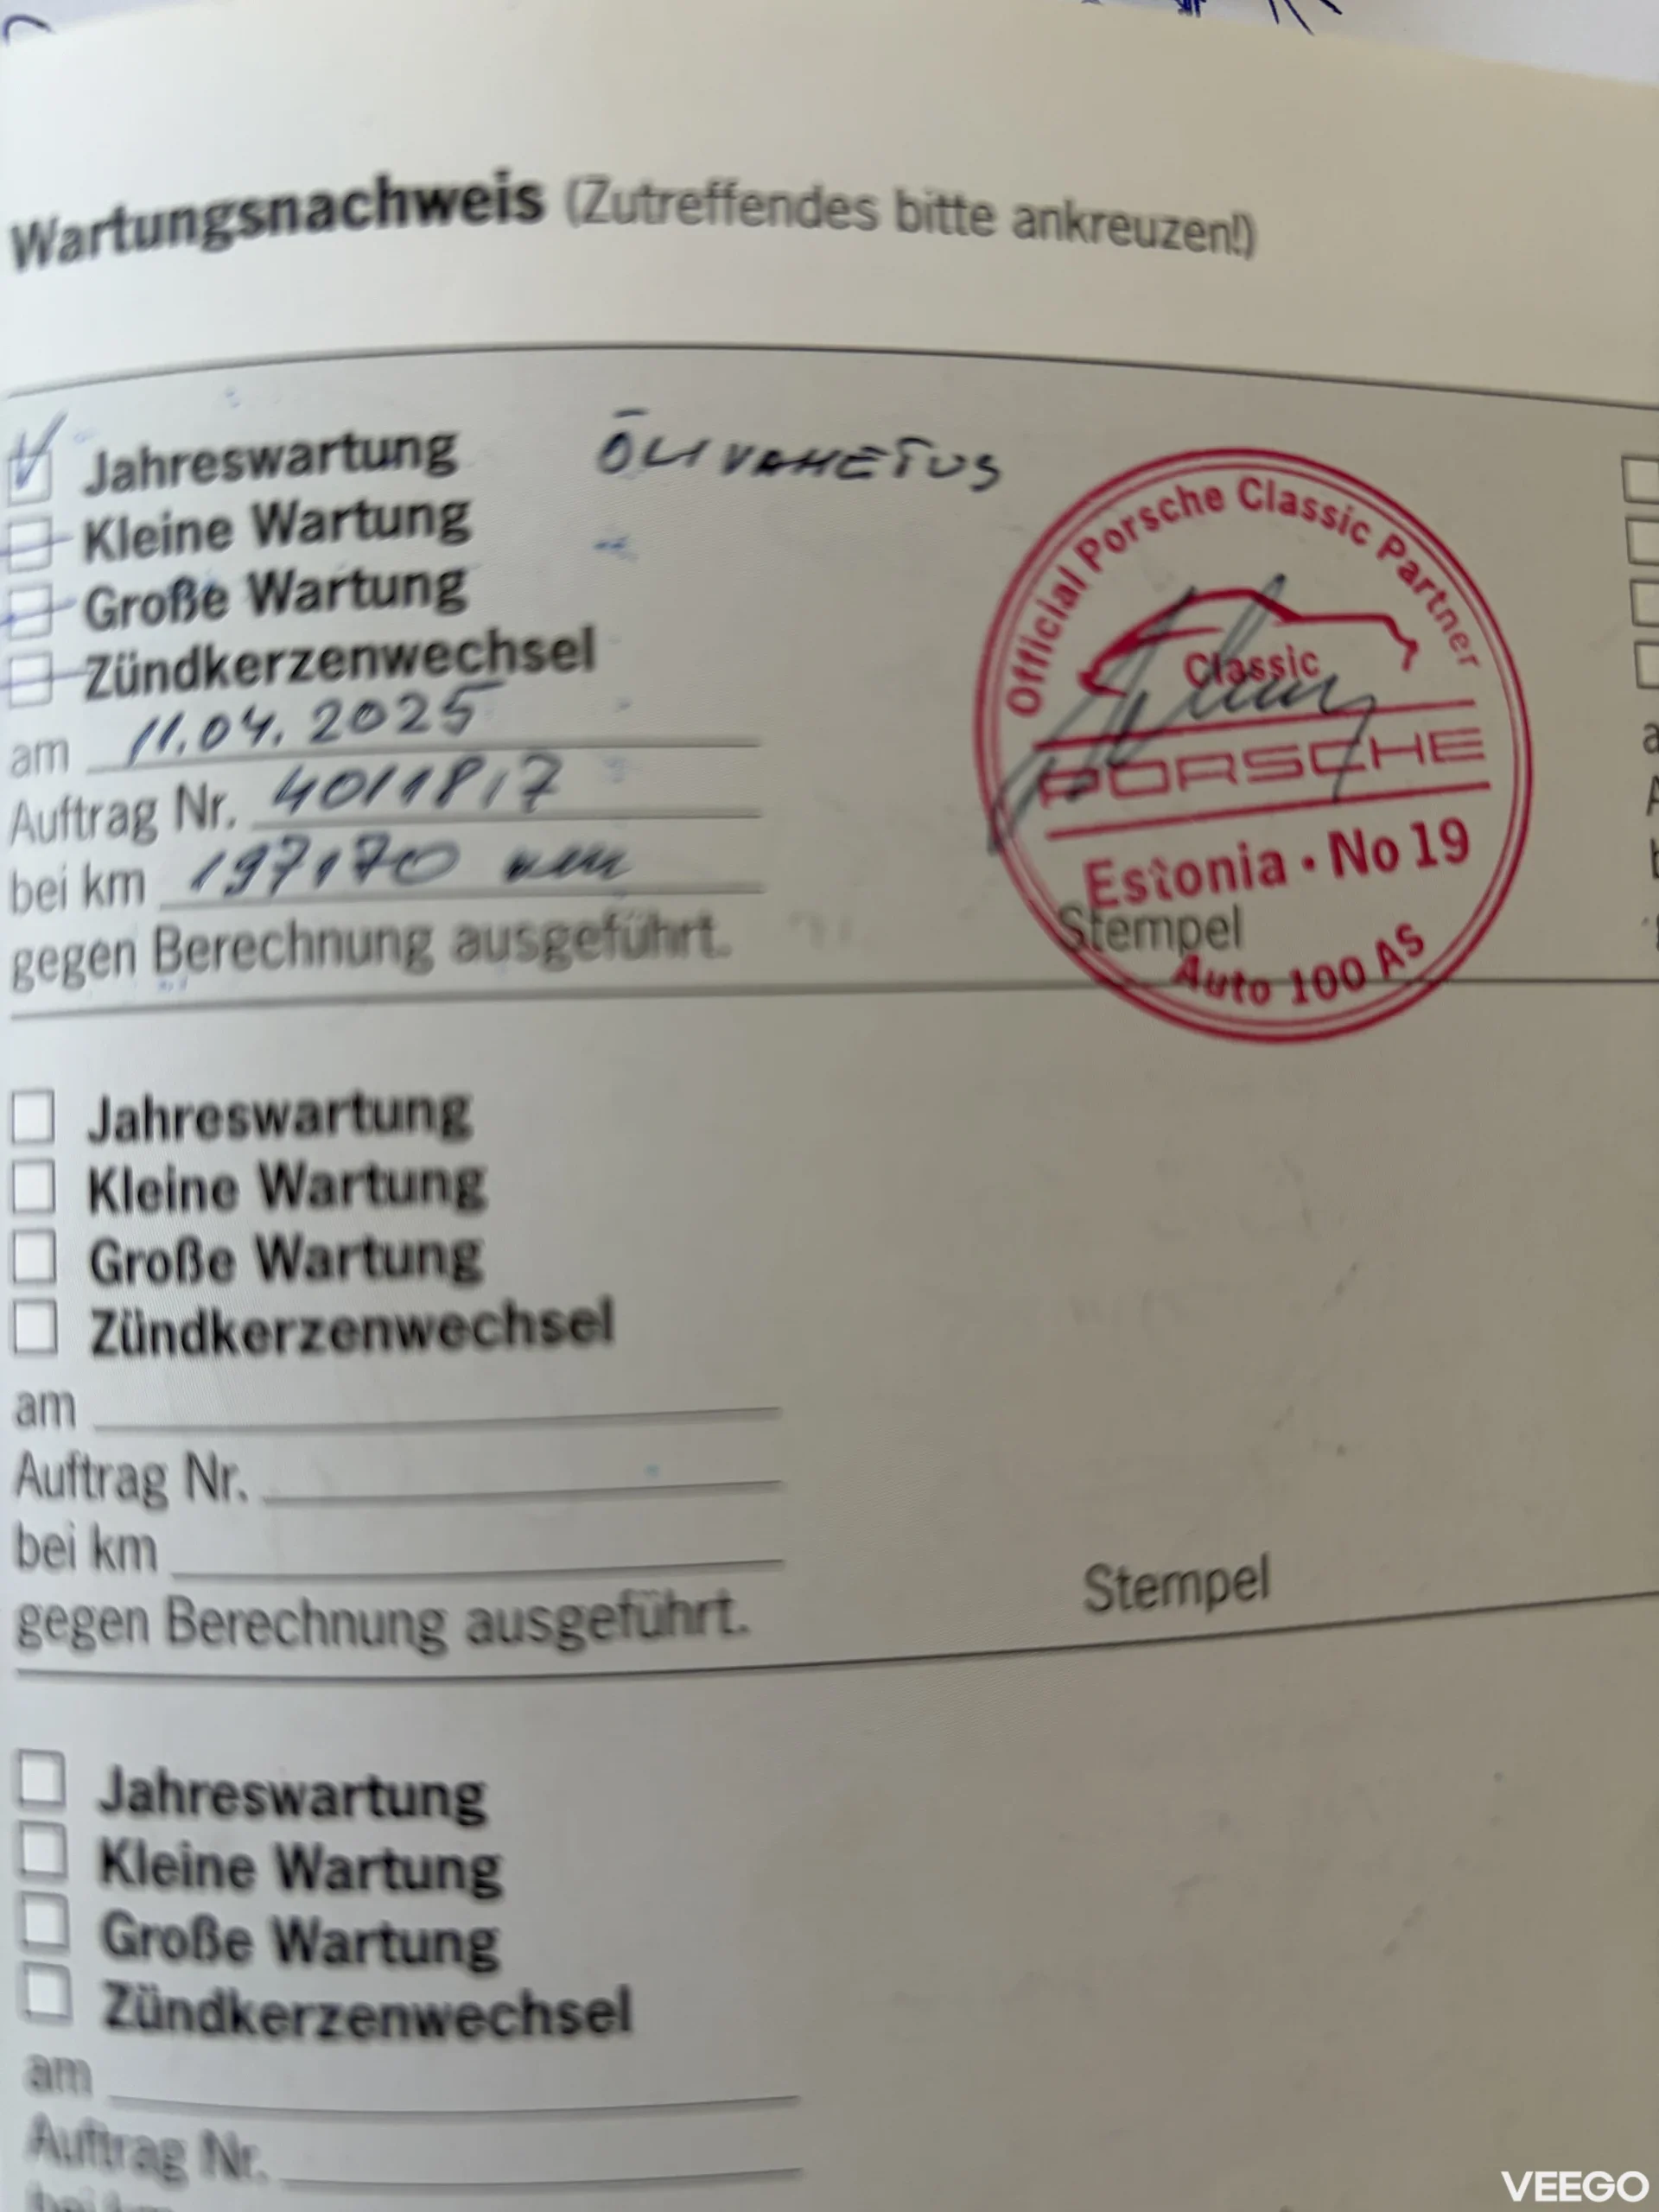 Wartungsnachweis (Zutreffendes bitte ankreuzen!)
Jahreswartung ÕLIVAHETUS
Kleine Wartung
Große Wartung
Zündkerzenwechsel
am 11.04.2025
Auftrag Nr. 4011817
bei km 197170 km
gegen Berechnung ausgeführt.
Official Porsche Classic Partner
Classic
PORSCHE
Estonia · No 19
Stempel
Auto 100 AS
Jahreswartung
Kleine Wartung
Große Wartung
Zündkerzenwechsel
am
Auftrag Nr.
bei km
gegen Berechnung ausgeführt.
Stempel
Jahreswartung
Kleine Wartung
Große Wartung
Zündkerzenwechsel
am
Auftrag Nr.
bei km
VEEGO